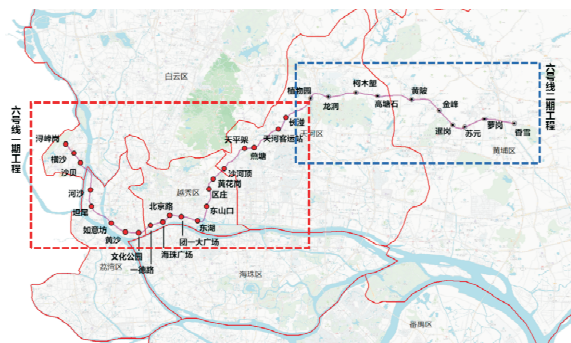 白云区
植物园
龙洞
柯木塱
高塘石
黄陂
金峰
暹岗
苏元
萝岗
香雪
黄埔区
六号线二期工程
六号线一期工程
浔峰岗
横沙
沙贝
河沙
坦尾
如意坊
黄沙
文化公园
一德路
海珠广场
北京路
团一大广场
东湖
东山口
区庄
黄花岗
沙河顶
天平架
燕塘
天河客运站
长湴
天河区
越秀区
荔湾区
海珠区
番禺区